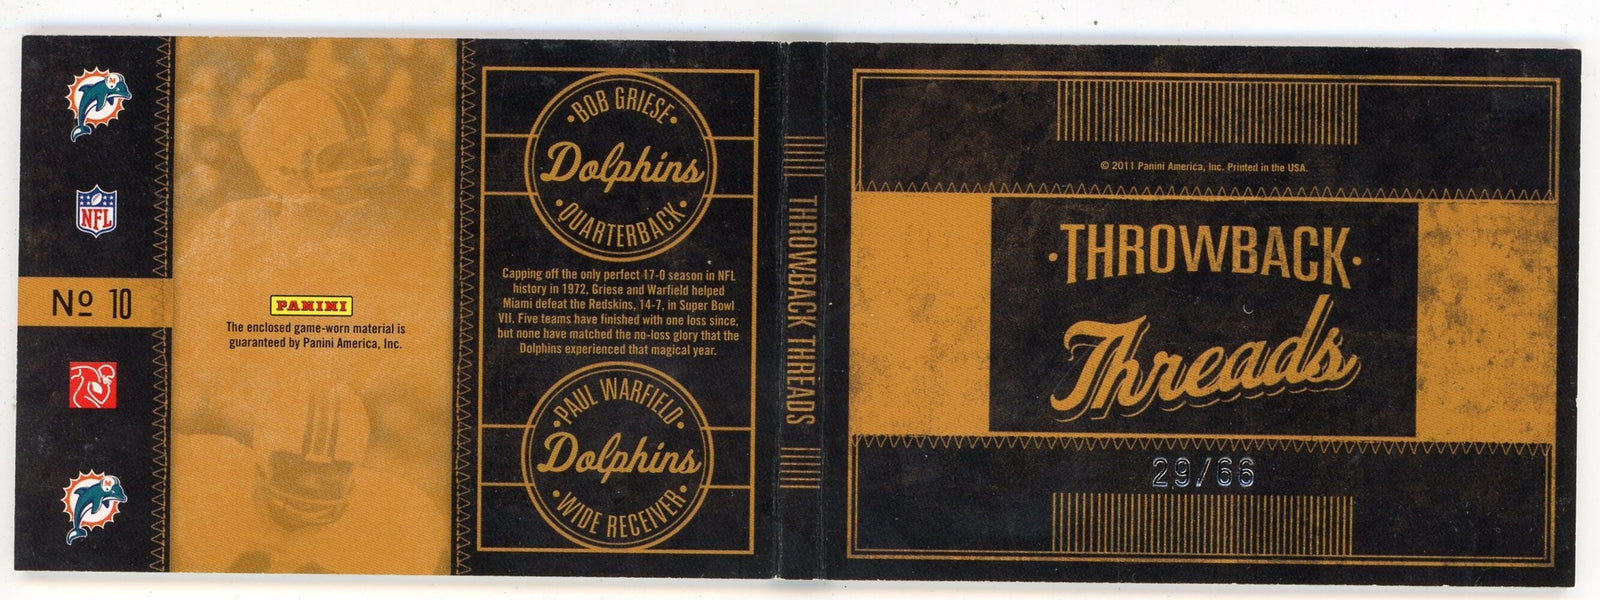 M
NFL
Nº 10
M
PANINI
The enclosed game-worn material is
guaranteed by Panini America, Inc.
•BOB GRIESE•
Dolphins
•QUARTERBACK•
Capping off the only perfect 17-0 season in NFL
history in 1972, Griese and Warfield helped
Miami defeat the Redskins, 14-7, in Super Bowl
VII. Five teams have finished with one loss since,
but none have matched the no-loss glory that the
Dolphins experienced that magical year.
•PAUL WARFIELD•
Dolphins
•WIDE RECEIVER•
THROWBACK THREADS
© 2011 Panini America, Inc. Printed in the USA.
•THROWBACK•
Threads
29/66